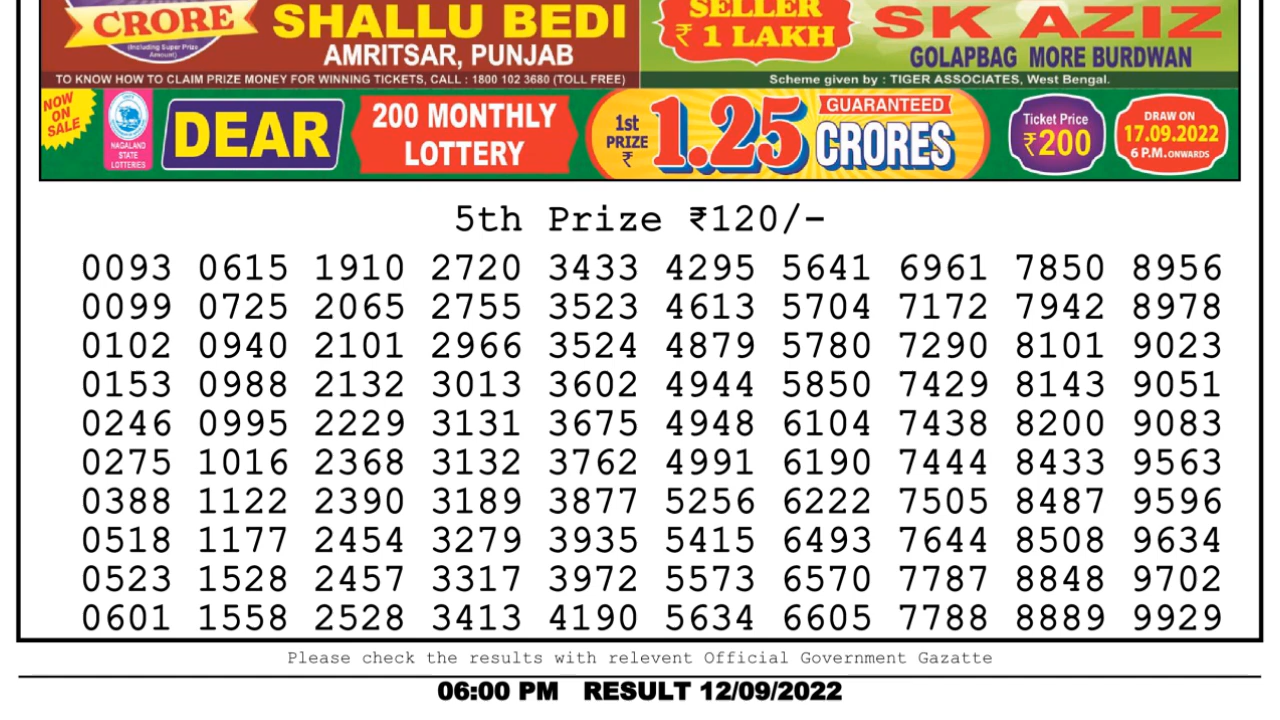 CRORE
(Including Super Prize Amount)
SHALLU BEDI
AMRITSAR, PUNJAB
TO KNOW HOW TO CLAIM PRIZE MONEY FOR WINNING TICKETS, CALL : 1800 102 3680 (TOLL FREE)
SELLER
₹ 1 LAKH
SK AZIZ
GOLAPBAG MORE BURDWAN
Scheme given by : TIGER ASSOCIATES, West Bengal.
NOW
ON
SALE
NAGALAND
STATE
LOTTERIES
DEAR
200 MONTHLY
LOTTERY
1st
PRIZE
₹
1.25
GUARANTEED
CRORES
Ticket Price
₹200
DRAW ON
17.09.2022
6 P.M. ONWARDS
5th Prize ₹120/-
0093 0615 1910 2720 3433 4295 5641 6961 7850 8956
0099 0725 2065 2755 3523 4613 5704 7172 7942 8978
0102 0940 2101 2966 3524 4879 5780 7290 8101 9023
0153 0988 2132 3013 3602 4944 5850 7429 8143 9051
0246 0995 2229 3131 3675 4948 6104 7438 8200 9083
0275 1016 2368 3132 3762 4991 6190 7444 8433 9563
0388 1122 2390 3189 3877 5256 6222 7505 8487 9596
0518 1177 2454 3279 3935 5415 6493 7644 8508 9634
0523 1528 2457 3317 3972 5573 6570 7787 8848 9702
0601 1558 2528 3413 4190 5634 6605 7788 8889 9929
Please check the results with relevent Official Government Gazatte
06:00 PM RESULT 12/09/2022